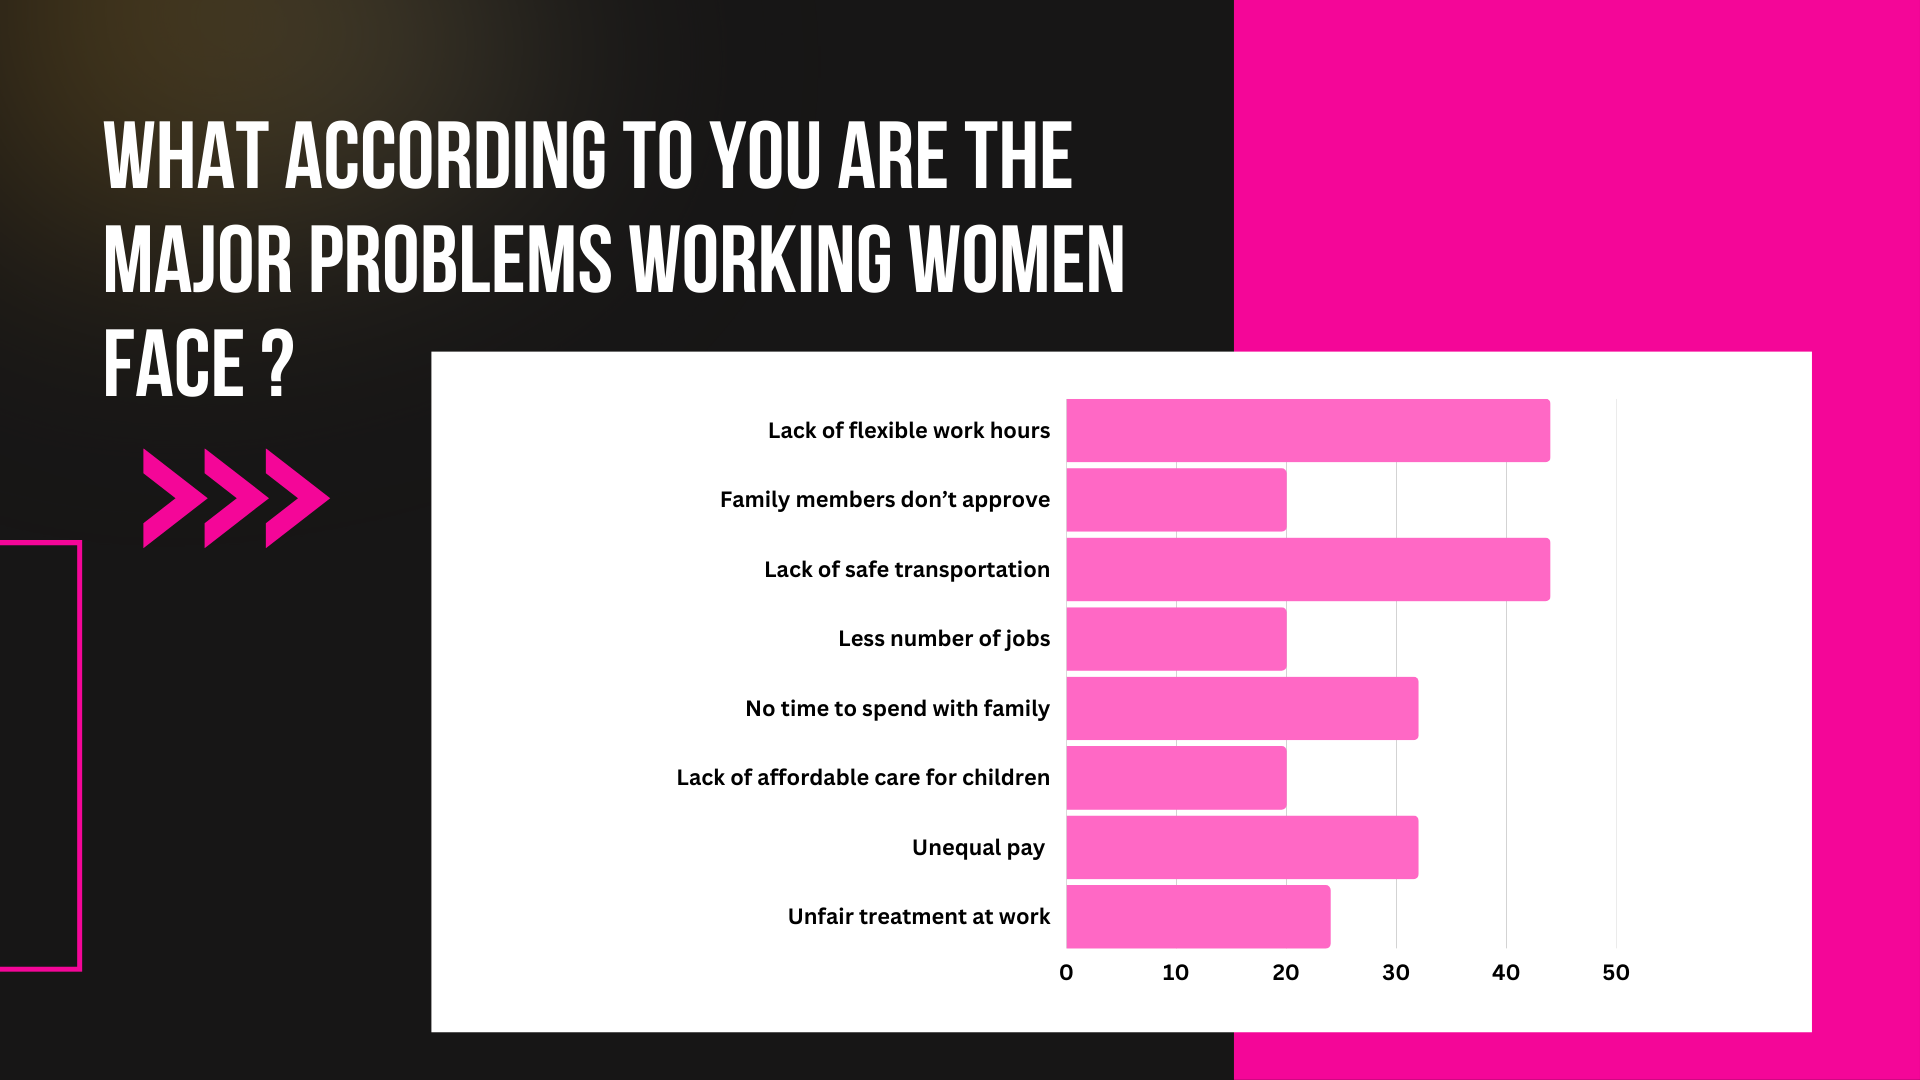 WHAT ACCORDING TO YOU ARE THE
MAJOR PROBLEMS WORKING WOMEN
FACE ?
Lack of flexible work hours
Family members don’t approve
Lack of safe transportation
Less number of jobs
No time to spend with family
Lack of affordable care for children
Unequal pay
Unfair treatment at work
0 10 20 30 40 50